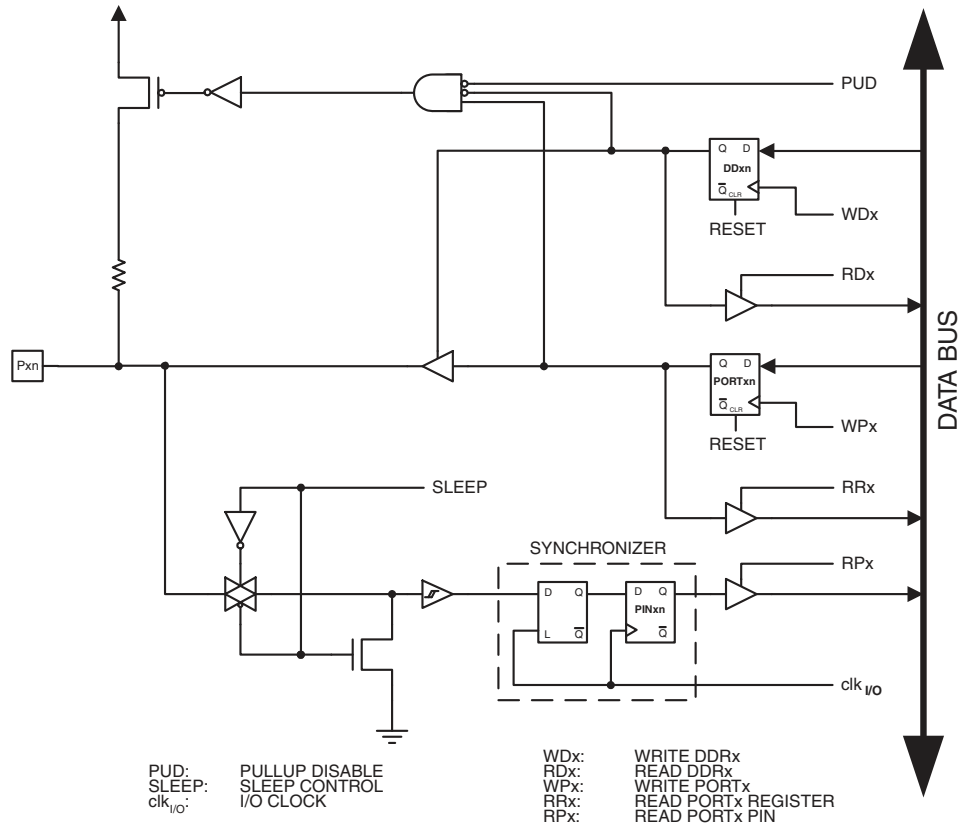 PUD
Q D
DDxn
Q CLR
WDx
RESET
RDx
Pxn
Q D
PORTxn
Q CLR
WPx
RESET
DATA BUS
SLEEP
RRx
SYNCHRONIZER
RPx
D Q
L Q
D Q
PINxn
Q
clk I/O
PUD: PULLUP DISABLE
SLEEP: SLEEP CONTROL
clkI/O: I/O CLOCK
WDx: WRITE DDRx
RDx: READ DDRx
WPx: WRITE PORTx
RRx: READ PORTx REGISTER
RPx: READ PORTx PIN